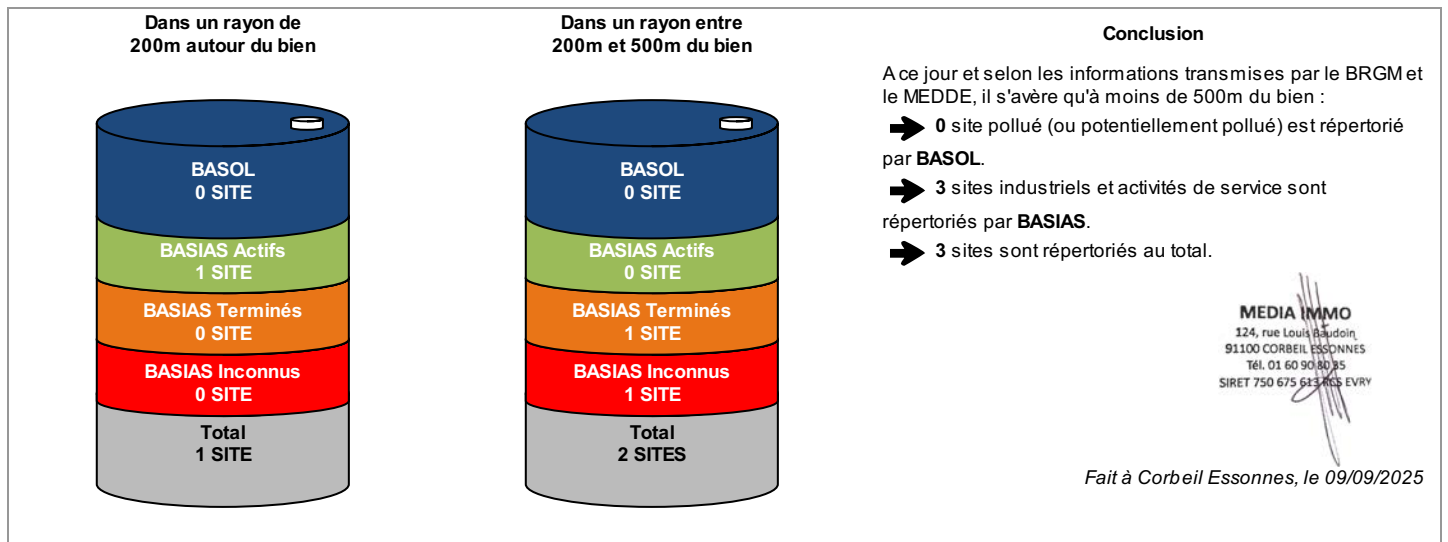 Dans un rayon de
200m autour du bien
BASOL
0 SITE
BASIAS Actifs
1 SITE
BASIAS Terminés
0 SITE
BASIAS Inconnus
0 SITE
Total
1 SITE
Dans un rayon entre
200m et 500m du bien
BASOL
0 SITE
BASIAS Actifs
0 SITE
BASIAS Terminés
1 SITE
BASIAS Inconnus
1 SITE
Total
2 SITES
Conclusion
A ce jour et selon les informations transmises par le BRGM et
le MEDDE, il s'avère qu'à moins de 500m du bien :
0 site pollué (ou potentiellement pollué) est répertorié
par BASOL.
3 sites industriels et activités de service sont
répertoriés par BASIAS.
3 sites sont répertoriés au total.
MEDIA IMMO
124, rue Louis Baudoin
91100 CORBEIL ESSONNES
Tél. 01 60 90 80 85
SIRET 750 675 613 RCS EVRY
Fait à Corbeil Essonnes, le 09/09/2025